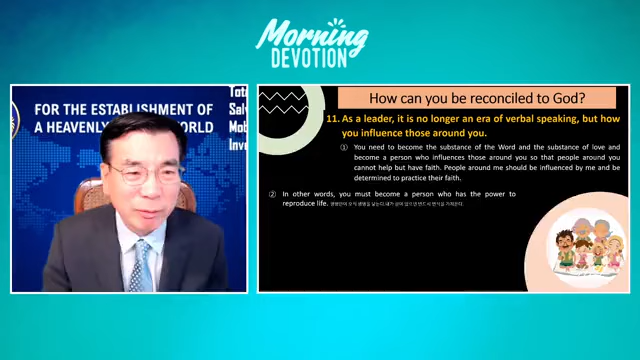 Morning
DEVOTION
FOR THE ESTABLISHMENT OF
A HEAVENLY
WORLD
Tota
Salv
Mob
Inv
How can you be reconciled to God?
11. As a leader, it is no longer an era of verbal speaking, but how
you influence those around you.
① You need to become the substance of the Word and the substance of love and
become a person who influences those around you so that people around you
cannot help but have faith. People around me should be influenced by me and be
determined to practice their faith.
② In other words, you must become a person who has the power to
reproduce life.